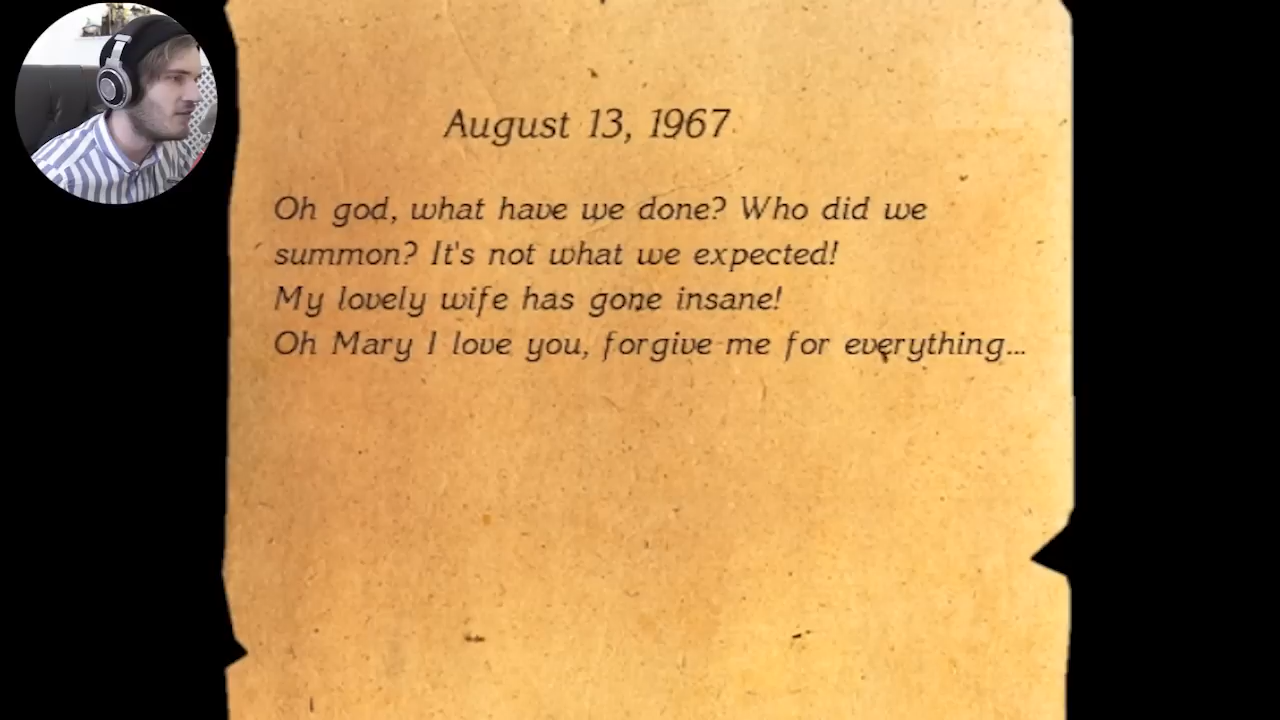 August 13, 1967
Oh god, what have we done? Who did we
summon? It's not what we expected!
My lovely wife has gone insane!
Oh Mary I love you, forgive me for everything...